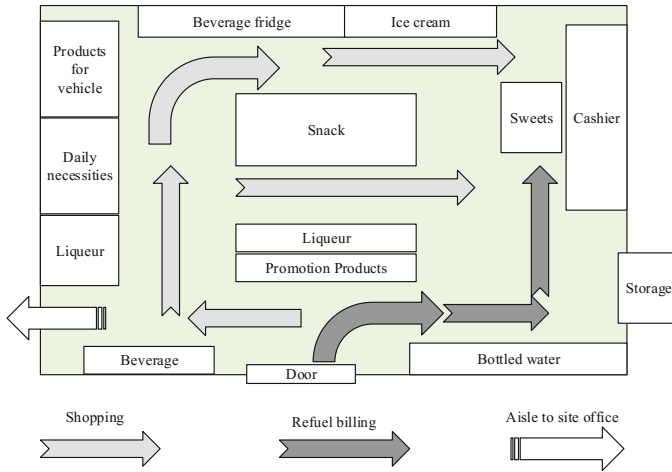 Beverage fridge
Ice cream
Products
for
vehicle
Daily
necessities
Liqueur
Snack
Sweets
Cashier
Liqueur
Promotion Products
Storage
Beverage
Door
Bottled water
Shopping
Refuel billing
Aisle to site office